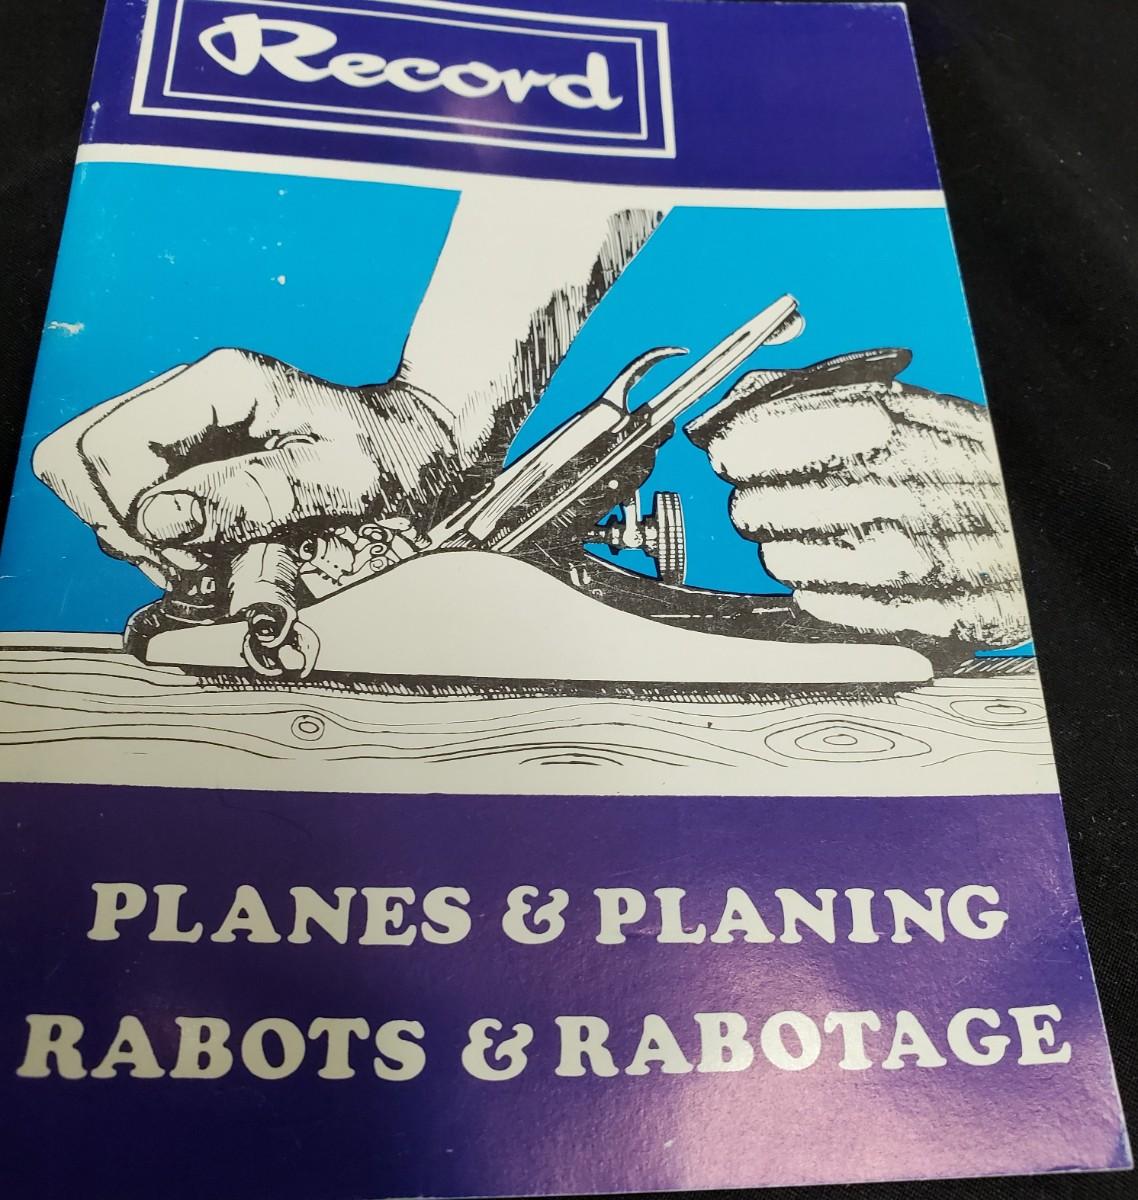 Record
PLANES & PLANING
RABOTS & RABOTAGE